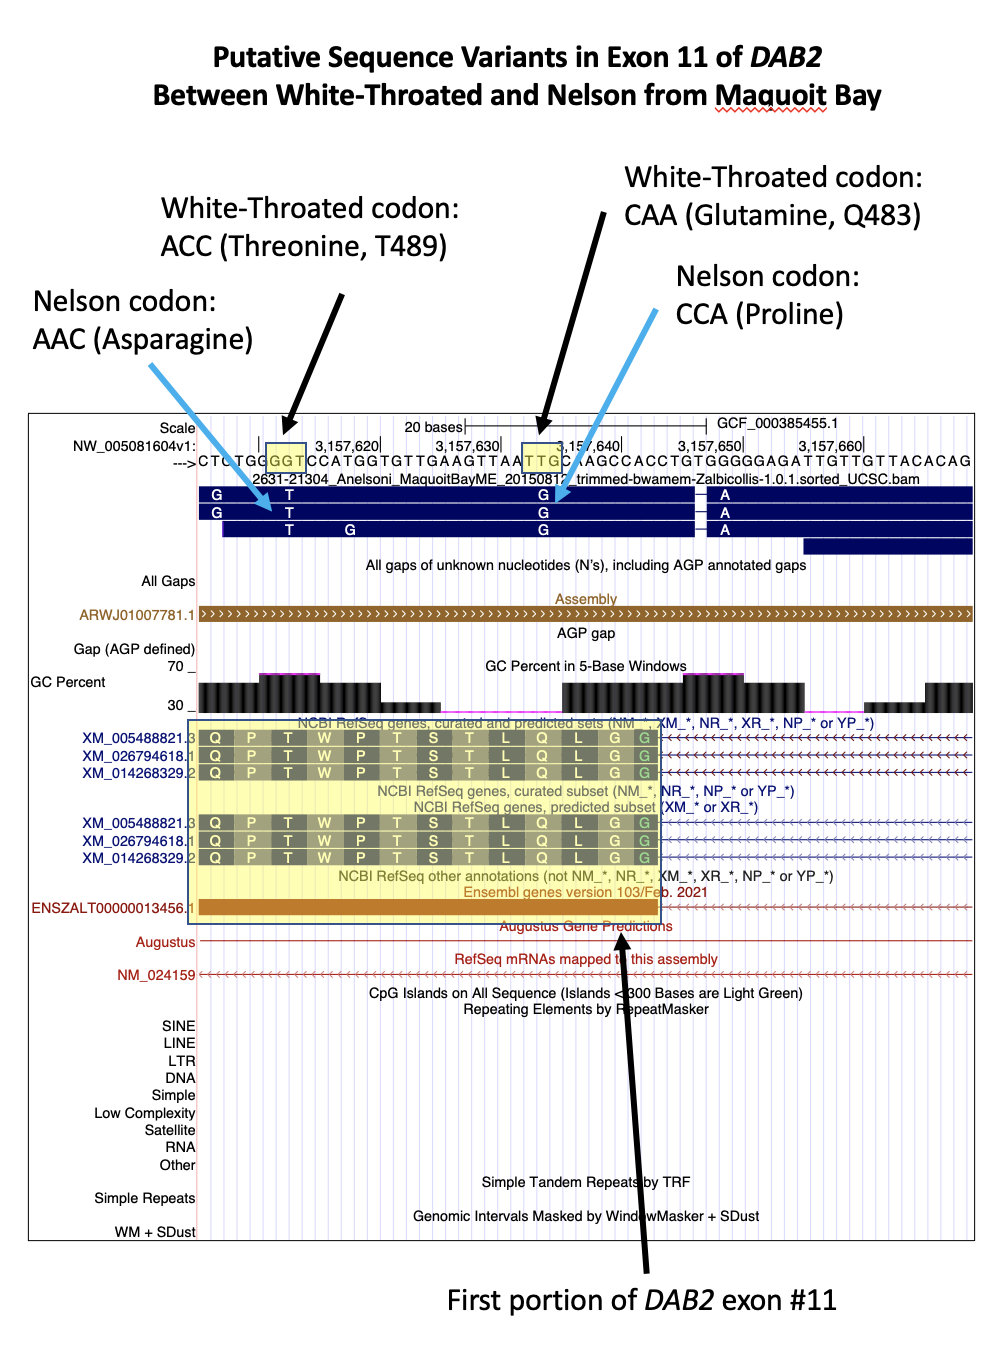 Putative Sequence Variants in Exon 11 of DAB2
Between White-Throated and Nelson from Maquoit Bay
White-Throated codon:
CAA (Glutamine, Q483)
White-Throated codon:
ACC (Threonine, T489)
Nelson codon:
CCA (Proline)
Nelson codon:
AAC (Asparagine)
Scale 20 bases GCF_000385455.1
NW_005081604v1: 3,157,620 3,157,630 3,157,640 3,157,650 3,157,660
---> CTCTGGGGTCCATGGTGTTGAAGTTAATTGCAAGCCACCTGTGGGGGAGATTGTTGTTACACAG
2631-21304_Anelsoni_MaquoitBayME_20150812_trimmed-bwamem-Zalbicollis-1.0.1.sorted_UCSC.bam
G T G A
G T G A
T G G A
All gaps of unknown nucleotides (N's), including AGP annotated gaps
All Gaps
Assembly
ARWJ01007781.1
AGP gap
Gap (AGP defined)
70 _ GC Percent in 5-Base Windows
GC Percent
30 _
NCBI RefSeq genes, curated and predicted sets (NM_*, XM_*, NR_*, XR_*, NP_* or YP_*)
XM_005488821.3 Q P T W P T S T L Q L G G
XM_026794618.1 Q P T W P T S T L Q L G G
XM_014268329.2 Q P T W P T S T L Q L G G
NCBI RefSeq genes, curated subset (NM_*, NR_*, NP_* or YP_*)
NCBI RefSeq genes, predicted subset (XM_* or XR_*)
XM_005488821.3 Q P T W P T S T L Q L G G
XM_026794618.1 Q P T W P T S T L Q L G G
XM_014268329.2 Q P T W P T S T L Q L G G
NCBI RefSeq other annotations (not NM_*, NR_*, XM_*, XR_*, NP_* or YP_*)
Ensembl genes version 103/Feb. 2021
ENSZALT00000013456.1
Augustus Gene Predictions
Augustus
RefSeq mRNAs mapped to this assembly
NM_024159
CpG Islands on All Sequence (Islands < 300 Bases are Light Green)
Repeating Elements by RepeatMasker
SINE
LINE
LTR
DNA
Simple
Low Complexity
Satellite
RNA
Other
Simple Tandem Repeats by TRF
Simple Repeats
Genomic Intervals Masked by WindowMasker + SDust
WM + SDust
First portion of DAB2 exon #11